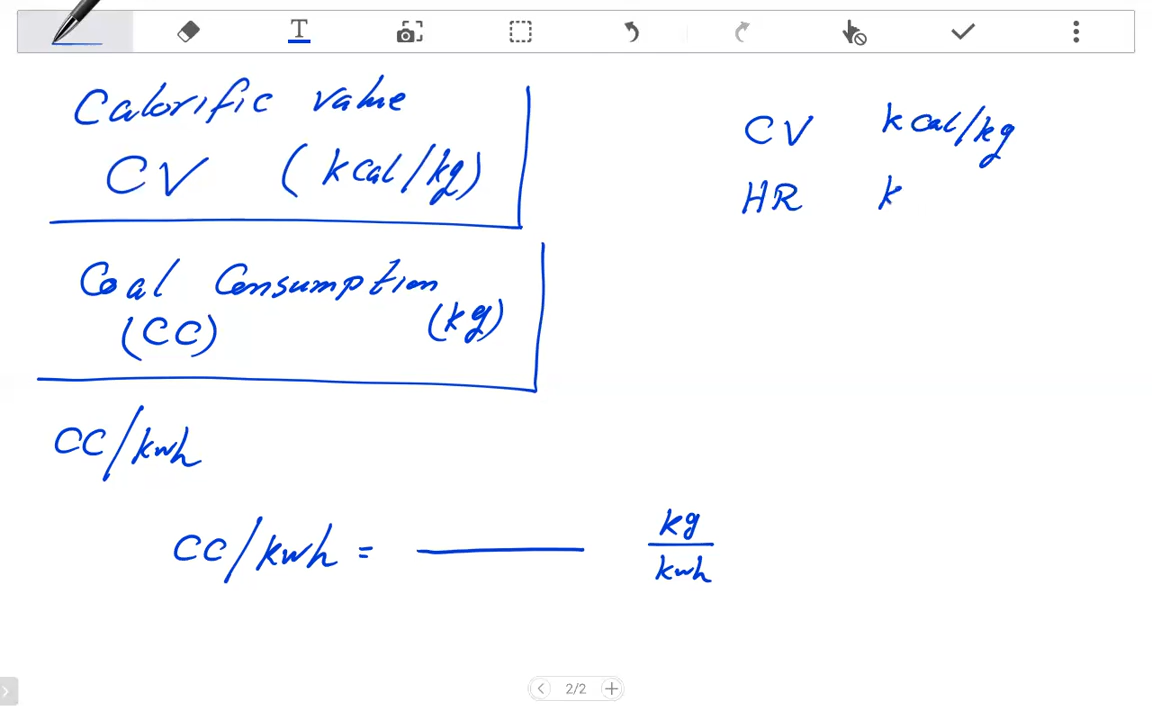 T
Calorific value
CV (kcal/kg)
CV kcal/kg
HR k
Coal Consumption
(CC) (kg)
CC/kwh
CC/kwh = kg/kwh
2/2